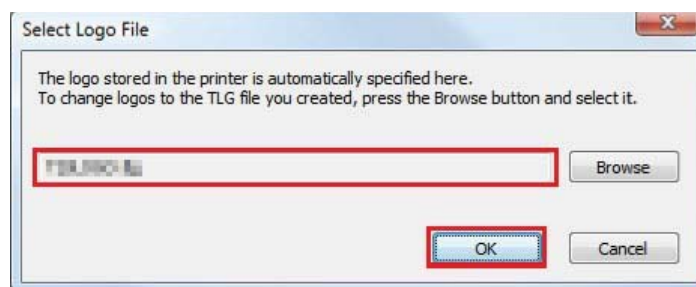 Select Logo File
The logo stored in the printer is automatically specified here.
To change logos to the TLG file you created, press the Browse button and select it.
Browse
OK
Cancel